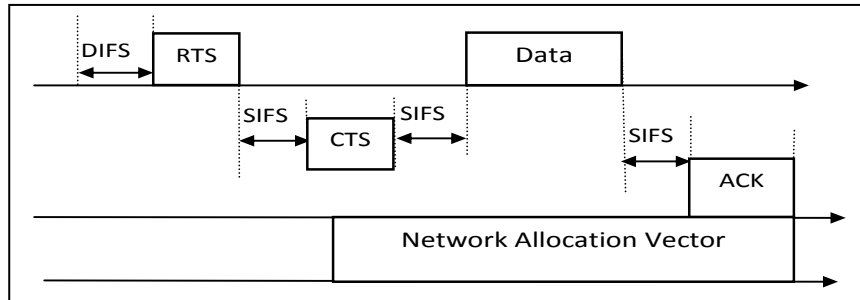 DIFS
RTS
Data
SIFS
CTS
SIFS
SIFS
ACK
Network Allocation Vector